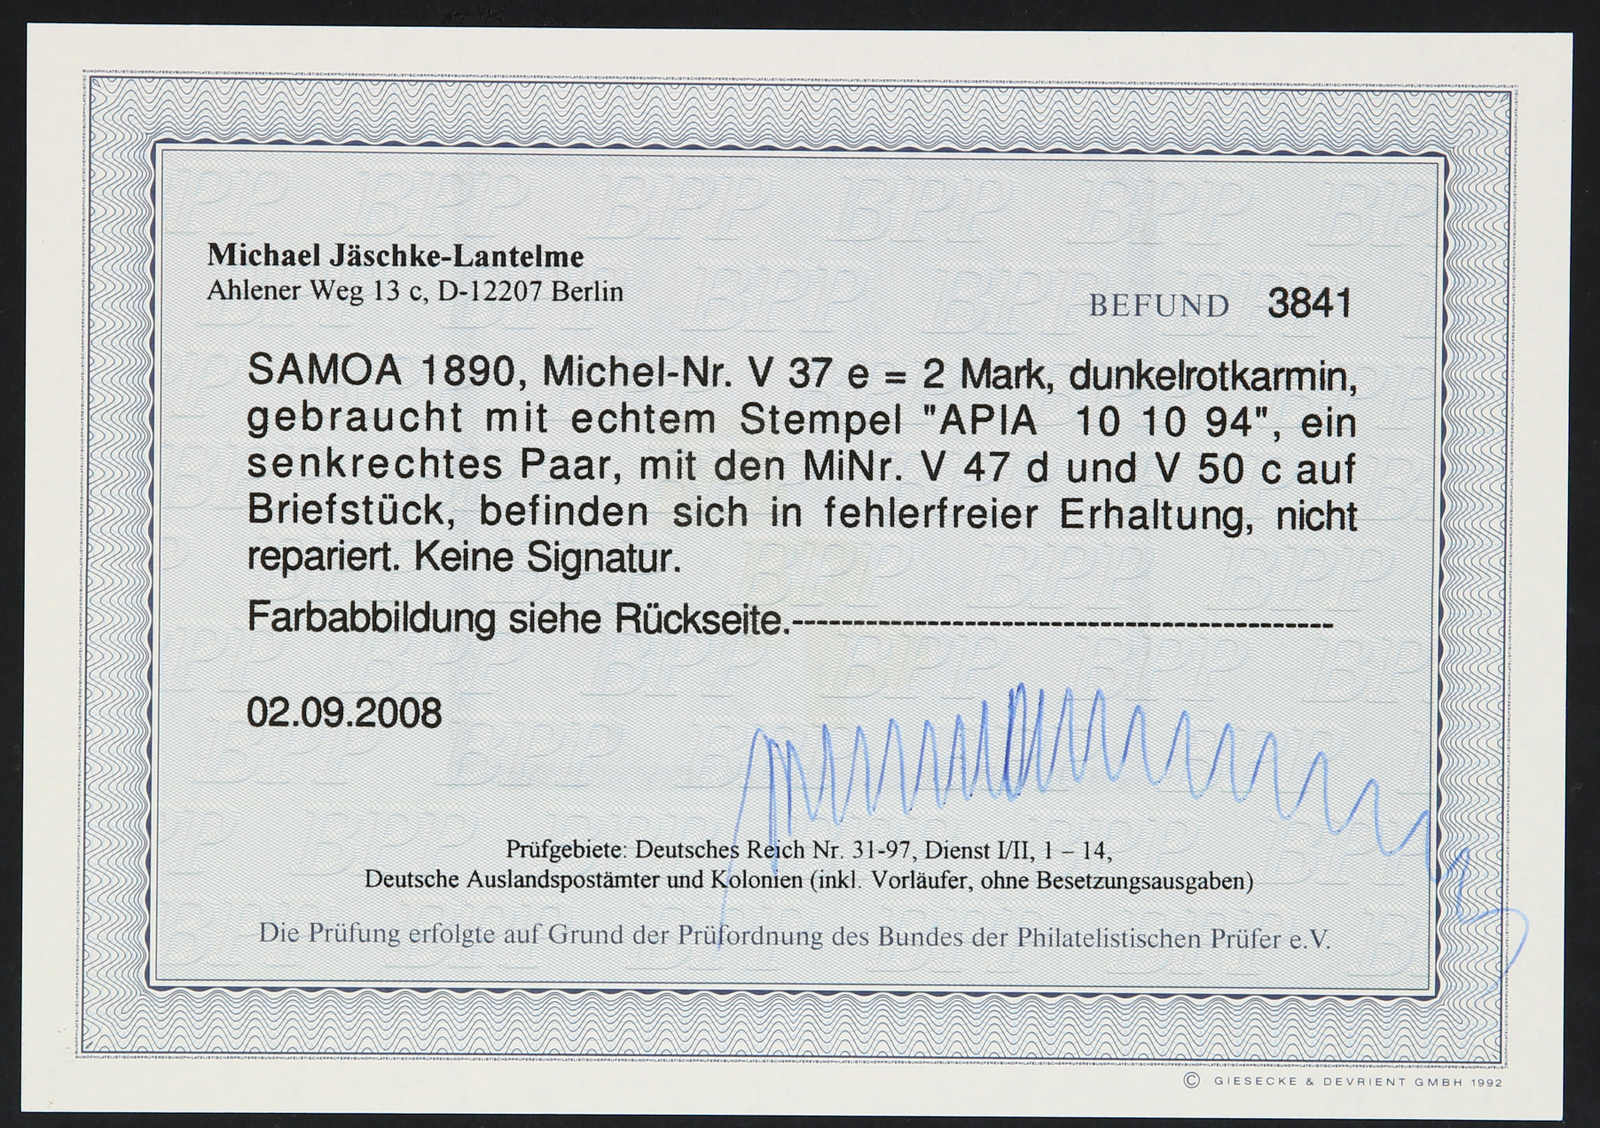 Michael Jäschke-Lantelme
Ahlener Weg 13 c, D-12207 Berlin
BEFUND 3841
SAMOA 1890, Michel-Nr. V 37 e = 2 Mark, dunkelrotkarmin,
gebraucht mit echtem Stempel "APIA 10 10 94", ein
senkrechtes Paar, mit den MiNr. V 47 d und V 50 c auf
Briefstück, befinden sich in fehlerfreier Erhaltung, nicht
repariert. Keine Signatur.
Farbabbildung siehe Rückseite.--------------------------------------------
02.09.2008
Prüfgebiete: Deutsches Reich Nr. 31-97, Dienst I/II, 1 – 14,
Deutsche Auslandspostämter und Kolonien (inkl. Vorläufer, ohne Besetzungsausgaben)
Die Prüfung erfolgte auf Grund der Prüfordnung des Bundes der Philatelistischen Prüfer e.V.
© GIESECKE & DEVRIENT GMBH 1992